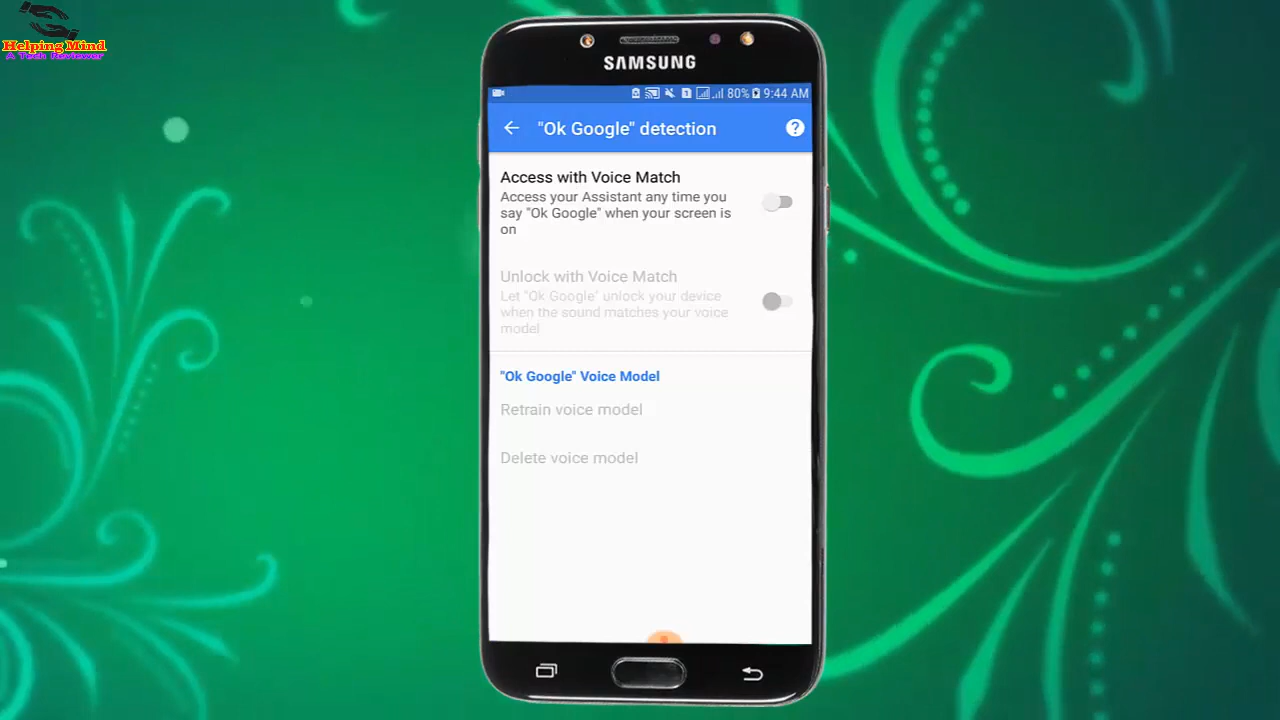 Helping Mind
A Tech Reviewer
SAMSUNG
80% 9:44 AM
"Ok Google" detection
?
Access with Voice Match
Access your Assistant any time you
say "Ok Google" when your screen is
on
Unlock with Voice Match
Let "Ok Google" unlock your device
when the sound matches your voice
model
"Ok Google" Voice Model
Retrain voice model
Delete voice model